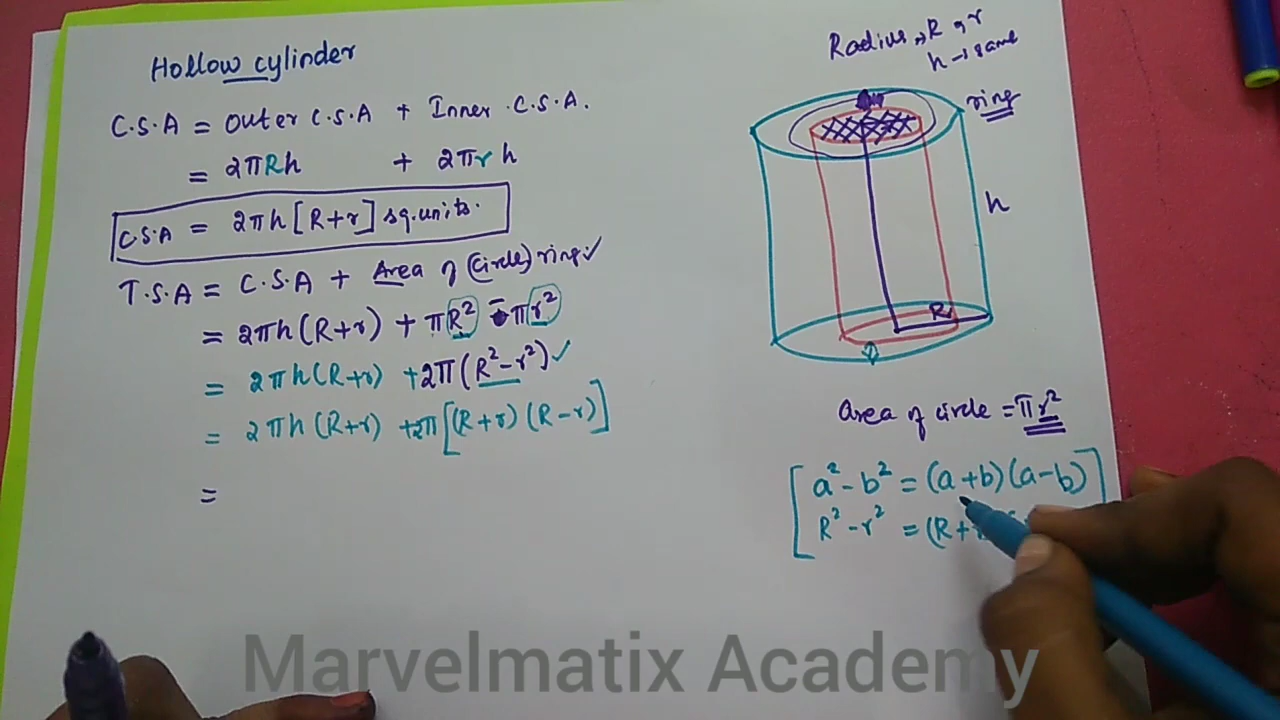 Hollow cylinder
C.S.A = Outer C.S.A + Inner C.S.A.
= 2πRh + 2πrh
C.S.A = 2πh[R+r] sq.units.
T.S.A = C.S.A + Area of (Circle) ring ✓
= 2πh(R+r) + πR² - πr²
= 2πh(R+r) + 2π(R²-r²) ✓
= 2πh(R+r) + 2π[(R+r)(R-r)]
=
Radius → R, r
h → same
ring
h
R
Area of circle = πr²
[a²-b² = (a+b)(a-b)]
R²-r² = (R+
Marvelmatix Academy